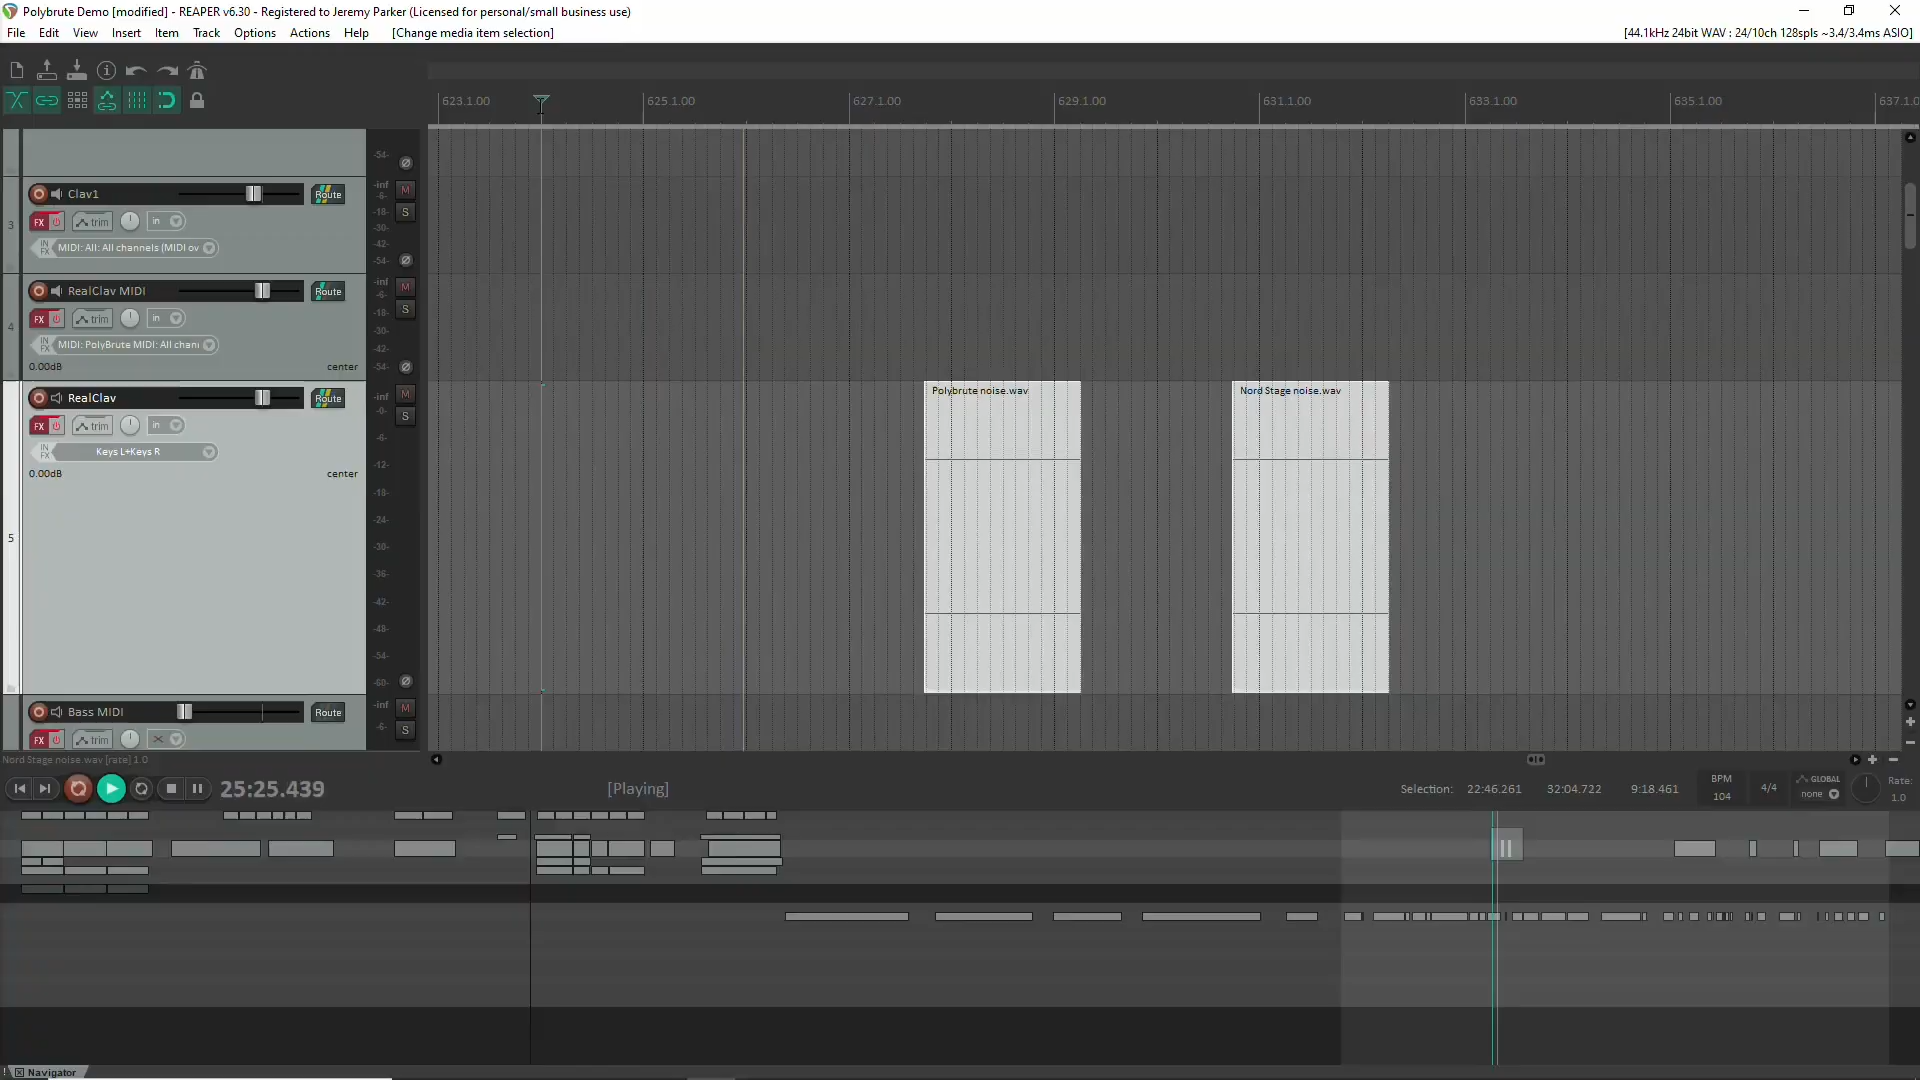 Polybrute Demo [modified] - REAPER v6.30 - Registered to Jeremy Parker (Licensed for personal/small business use)
File Edit View Insert Item Track Options Actions Help [Change media item selection] [44.1kHz 24bit WAV : 24/10ch 128spls ~3.4/3.4ms ASIO]
623.1.00 625.1.00 627.1.00 629.1.00 631.1.00 633.1.00 635.1.00 637.1.0
-54-
3
Clav1 Route
FX trim in
IN FX MIDI: All: All channels (MIDI ov
-inf -6- -18- -30- -42- -54-
M
S
4
RealClav MIDI Route
FX trim in
IN FX MIDI: PolyBrute MIDI: All chan
0.00dB center
-inf -6- -18- -30- -42- -54-
M
S
5
RealClav Route
FX trim in
IN FX Keys L+Keys R
0.00dB center
-inf -0- -6- -12- -18- -24- -30- -36- -42- -48- -54- -60-
M
S
Polybrute noise.wav Nord Stage noise.wav
Bass MIDI Route
FX trim
-inf -6-
M
S
Nord Stage noise.wav [rate] 1.0
25:25.439 [Playing] Selection: 22:46.261 32:04.722 9:18.461
BPM
104
4/4
GLOBAL
none
Rate:
1.0
! Navigator